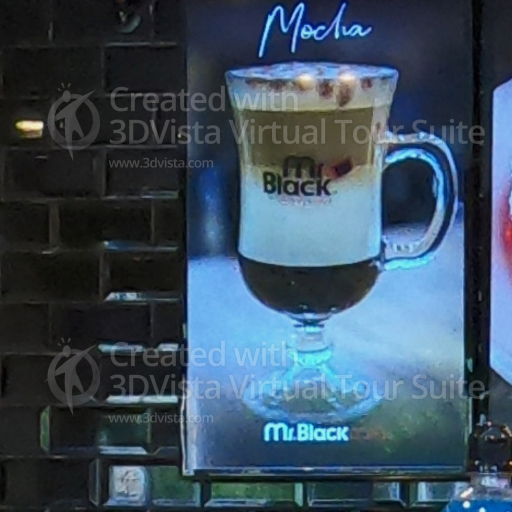 Mocha
Created with
3DVista Virtual Tour Suite
www.3dvista.com
Mr.
Black
Created with
3DVista Virtual Tour Suite
www.3dvista.com
Mr.Black